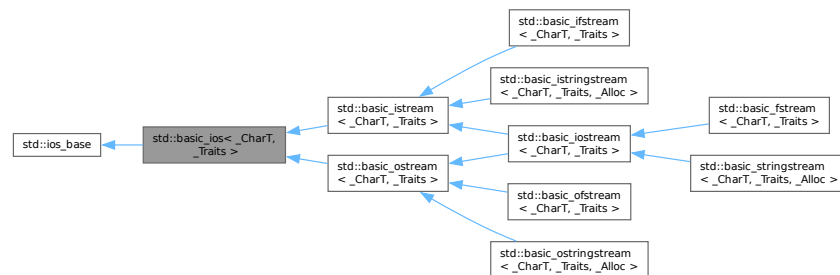 std::ios_base
std::basic_ios< _CharT,
_Traits >
std::basic_istream
< _CharT, _Traits >
std::basic_ostream
< _CharT, _Traits >
std::basic_ifstream
< _CharT, _Traits >
std::basic_istringstream
< _CharT, _Traits, _Alloc >
std::basic_iostream
< _CharT, _Traits >
std::basic_ofstream
< _CharT, _Traits >
std::basic_ostringstream
< _CharT, _Traits, _Alloc >
std::basic_fstream
< _CharT, _Traits >
std::basic_stringstream
< _CharT, _Traits, _Alloc >